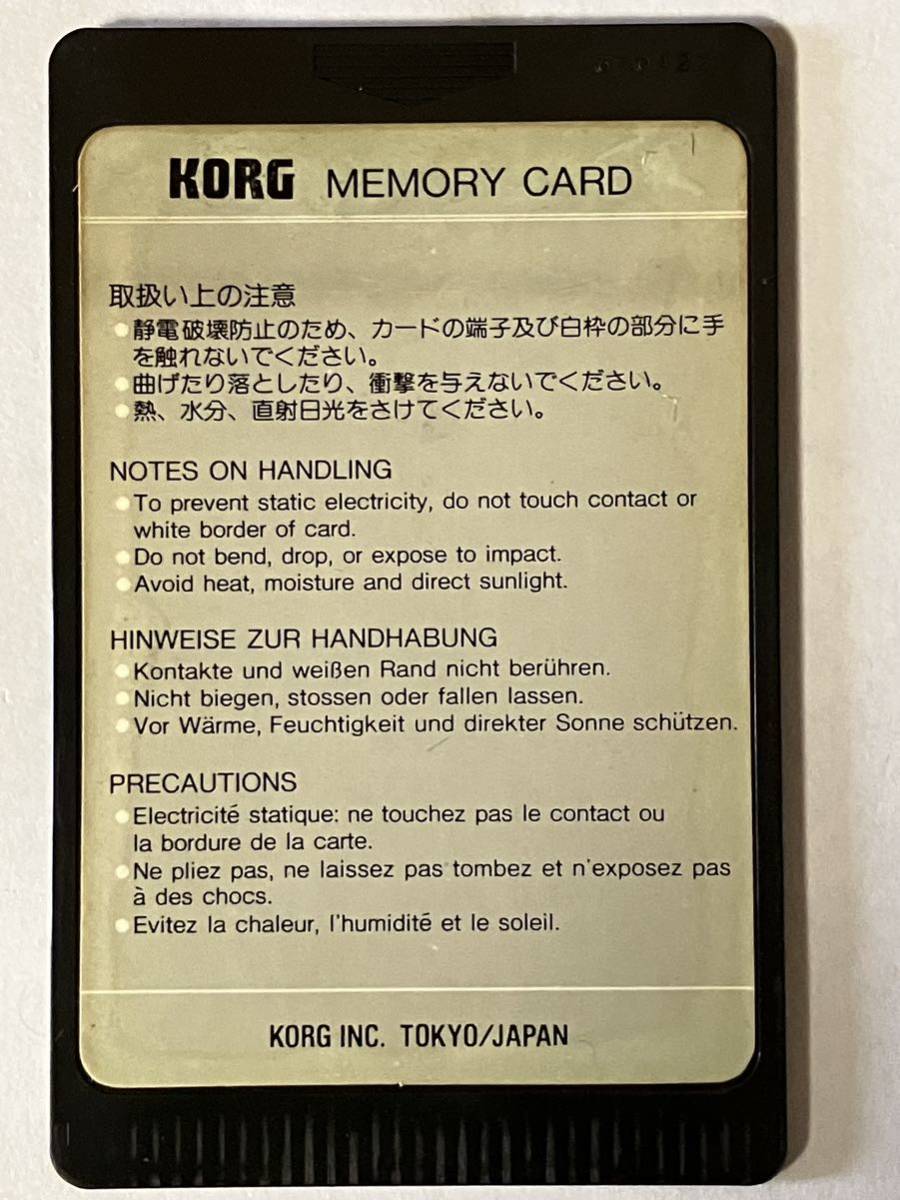 KORG MEMORY CARD
取扱い上の注意
●静電破壊防止のため、カードの端子及び白枠の部分に手
を触れないでください。
●曲げたり落としたり、衝撃を与えないでください。
●熱、水分、直射日光をさけてください。
NOTES ON HANDLING
●To prevent static electricity, do not touch contact or
white border of card.
●Do not bend, drop, or expose to impact.
●Avoid heat, moisture and direct sunlight.
HINWEISE ZUR HANDHABUNG
●Kontakte und weißen Rand nicht berühren.
●Nicht biegen, stossen oder fallen lassen.
●Vor Wärme, Feuchtigkeit und direkter Sonne schützen.
PRECAUTIONS
●Electricité statique: ne touchez pas le contact ou
la bordure de la carte.
●Ne pliez pas, ne laissez pas tombez et n'exposez pas
à des chocs.
●Evitez la chaleur, l'humidité et le soleil.
KORG INC. TOKYO/JAPAN